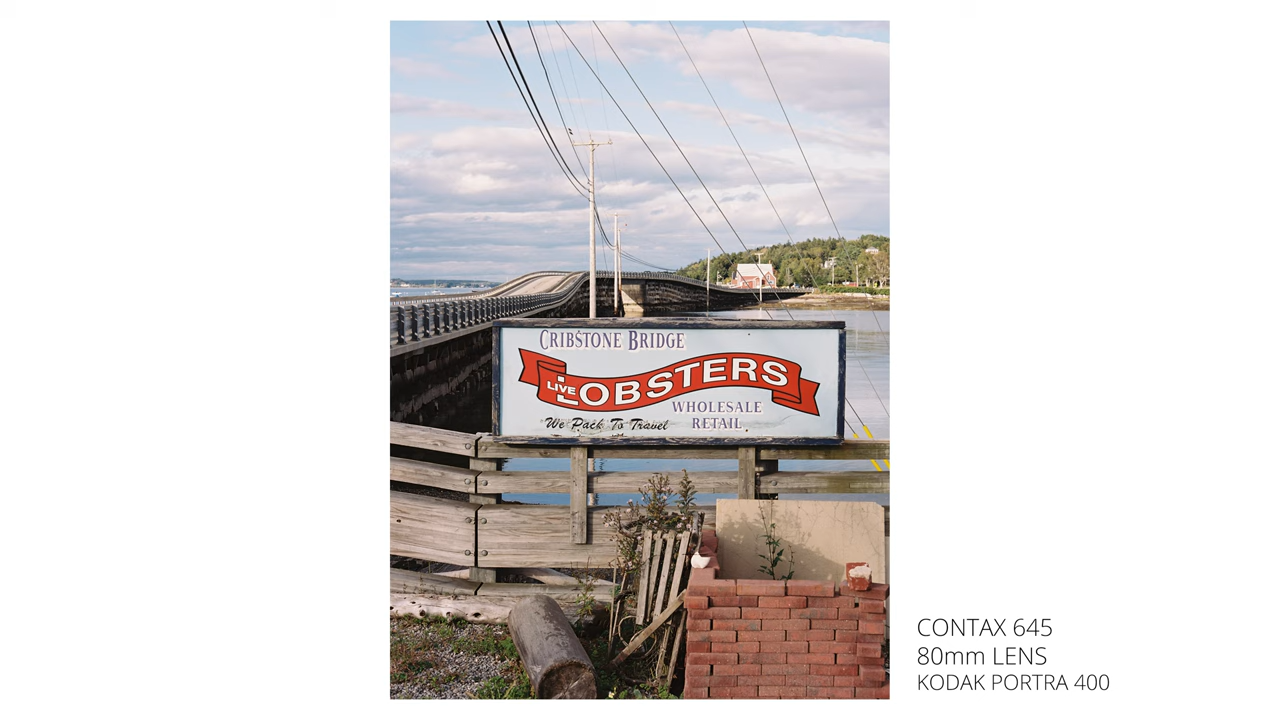 CRIBSTONE BRIDGE
LIVE LOBSTERS
WHOLESALE
We Pack To Travel RETAIL
CONTAX 645
80mm LENS
KODAK PORTRA 400